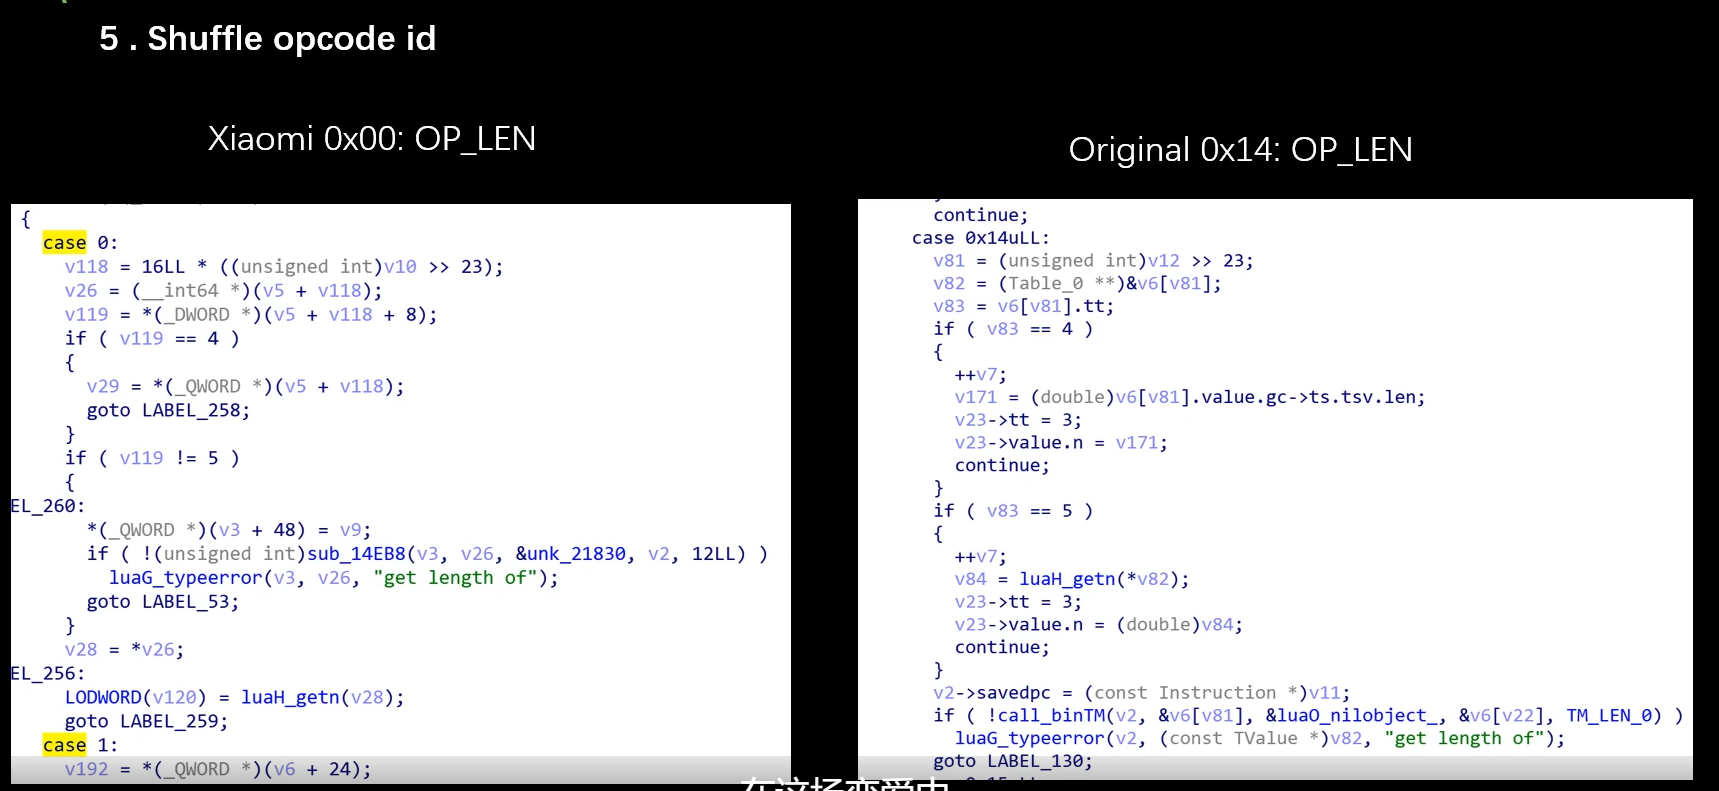 5 . Shuffle opcode id
Xiaomi 0x00: OP_LEN
{
case 0:
v118 = 16LL * ((unsigned int)v10 >> 23);
v26 = (__int64 *)(v5 + v118);
v119 = *(_DWORD *)(v5 + v118 + 8);
if ( v119 == 4 )
{
v29 = *(_QWORD *)(v5 + v118);
goto LABEL_258;
}
if ( v119 != 5 )
{
EL_260:
*(_QWORD *)(v3 + 48) = v9;
if ( !(unsigned int)sub_14EB8(v3, v26, &unk_21830, v2, 12LL) )
luaG_typeerror(v3, v26, "get length of");
goto LABEL_53;
}
v28 = *v26;
EL_256:
LODWORD(v120) = luaH_getn(v28);
goto LABEL_259;
case 1:
v192 = *(_QWORD *)(v6 + 24);
Original 0x14: OP_LEN
continue;
case 0x14uLL:
v81 = (unsigned int)v12 >> 23;
v82 = (Table_0 **)&v6[v81];
v83 = v6[v81].tt;
if ( v83 == 4 )
{
++v7;
v171 = (double)v6[v81].value.gc->ts.tsv.len;
v23->tt = 3;
v23->value.n = v171;
continue;
}
if ( v83 == 5 )
{
++v7;
v84 = luaH_getn(*v82);
v23->tt = 3;
v23->value.n = (double)v84;
continue;
}
v2->savedpc = (const Instruction *)v11;
if ( !call_binTM(v2, &v6[v81], &luaO_nilobject_, &v6[v22], TM_LEN_0) )
luaG_typeerror(v2, (const TValue *)v82, "get length of");
goto LABEL_130;
在这场恋爱中